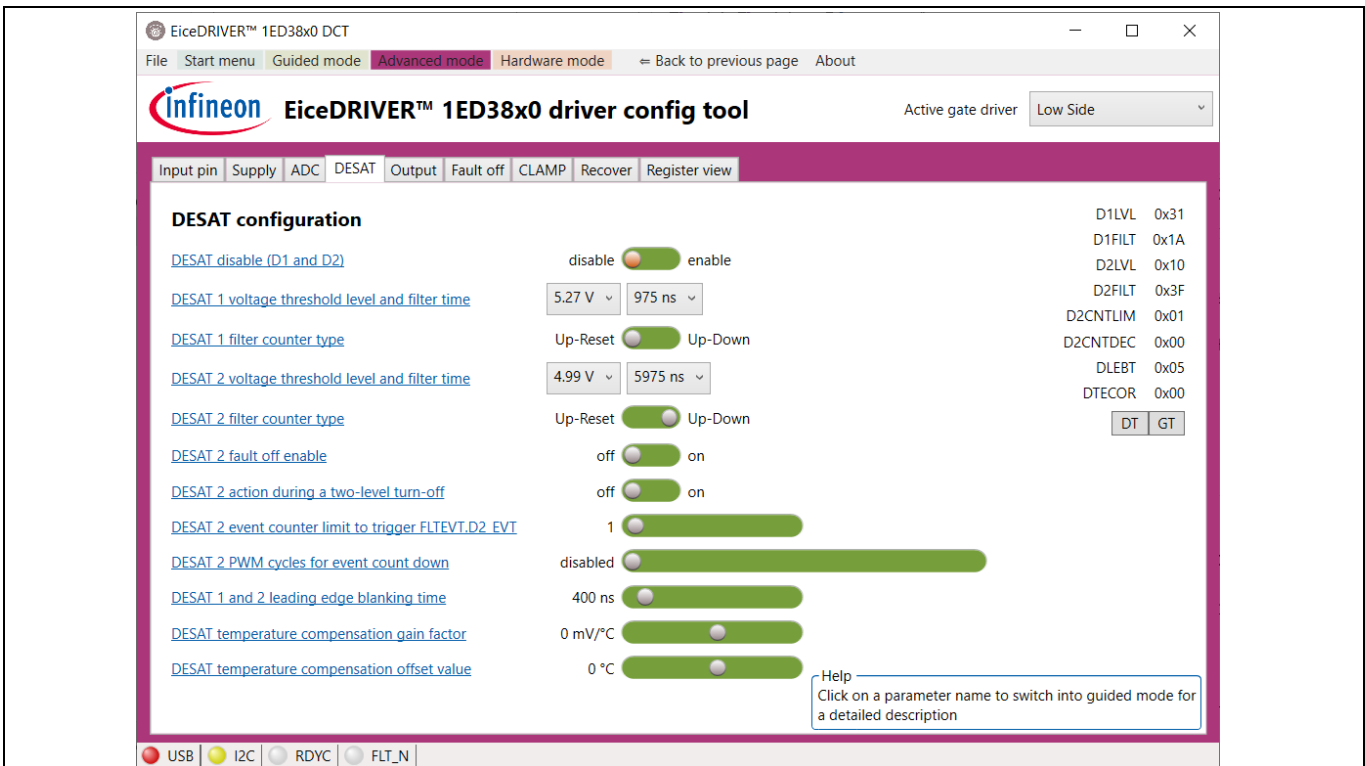 EiceDRIVER™ 1ED38x0 DCT
File Start menu Guided mode Advanced mode Hardware mode ⇐ Back to previous page About
infineon EiceDRIVER™ 1ED38x0 driver config tool Active gate driver Low Side
Input pin Supply ADC DESAT Output Fault off CLAMP Recover Register view
DESAT configuration
DESAT disable (D1 and D2) disable enable
DESAT 1 voltage threshold level and filter time 5.27 V 975 ns
DESAT 1 filter counter type Up-Reset Up-Down
DESAT 2 voltage threshold level and filter time 4.99 V 5975 ns
DESAT 2 filter counter type Up-Reset Up-Down
DESAT 2 fault off enable off on
DESAT 2 action during a two-level turn-off off on
DESAT 2 event counter limit to trigger FLTEVT.D2_EVT 1
DESAT 2 PWM cycles for event count down disabled
DESAT 1 and 2 leading edge blanking time 400 ns
DESAT temperature compensation gain factor 0 mV/°C
DESAT temperature compensation offset value 0 °C
D1LVL 0x31
D1FILT 0x1A
D2LVL 0x10
D2FILT 0x3F
D2CNTLIM 0x01
D2CNTDEC 0x00
DLEBT 0x05
DTECOR 0x00
DT GT
Help
Click on a parameter name to switch into guided mode for
a detailed description
USB I2C RDYC FLT_N